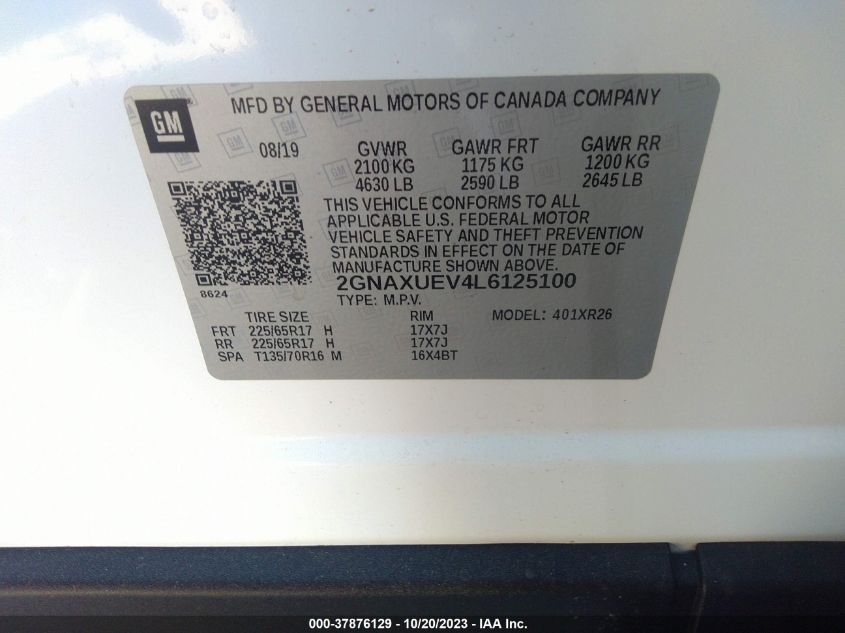 GM
MFD BY GENERAL MOTORS OF CANADA COMPANY
08/19 GVWR GAWR FRT GAWR RR
2100 KG 1175 KG 1200 KG
4630 LB 2590 LB 2645 LB
THIS VEHICLE CONFORMS TO ALL
APPLICABLE U.S. FEDERAL MOTOR
VEHICLE SAFETY AND THEFT PREVENTION
STANDARDS IN EFFECT ON THE DATE OF
MANUFACTURE SHOWN ABOVE.
8624
2GNAXUEV4L6125100
TYPE: M.P.V.
TIRE SIZE RIM MODEL: 401XR26
FRT 225/65R17 H 17X7J
RR 225/65R17 H 17X7J
SPA T135/70R16 M 16X4BT
000-37876129 - 10/20/2023 - IAA Inc.